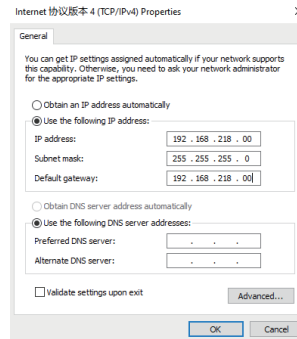 Internet 协议版本 4 (TCP/IPv4) Properties
General
You can get IP settings assigned automatically if your network supports
this capability. Otherwise, you need to ask your network administrator
for the appropriate IP settings.
Obtain an IP address automatically
Use the following IP address:
IP address: 192 . 168 . 218 . 00
Subnet mask: 255 . 255 . 255 . 0
Default gateway: 192 . 168 . 218 . 00
Obtain DNS server address automatically
Use the following DNS server addresses:
Preferred DNS server: . . .
Alternate DNS server: . . .
Validate settings upon exit
Advanced...
OK Cancel